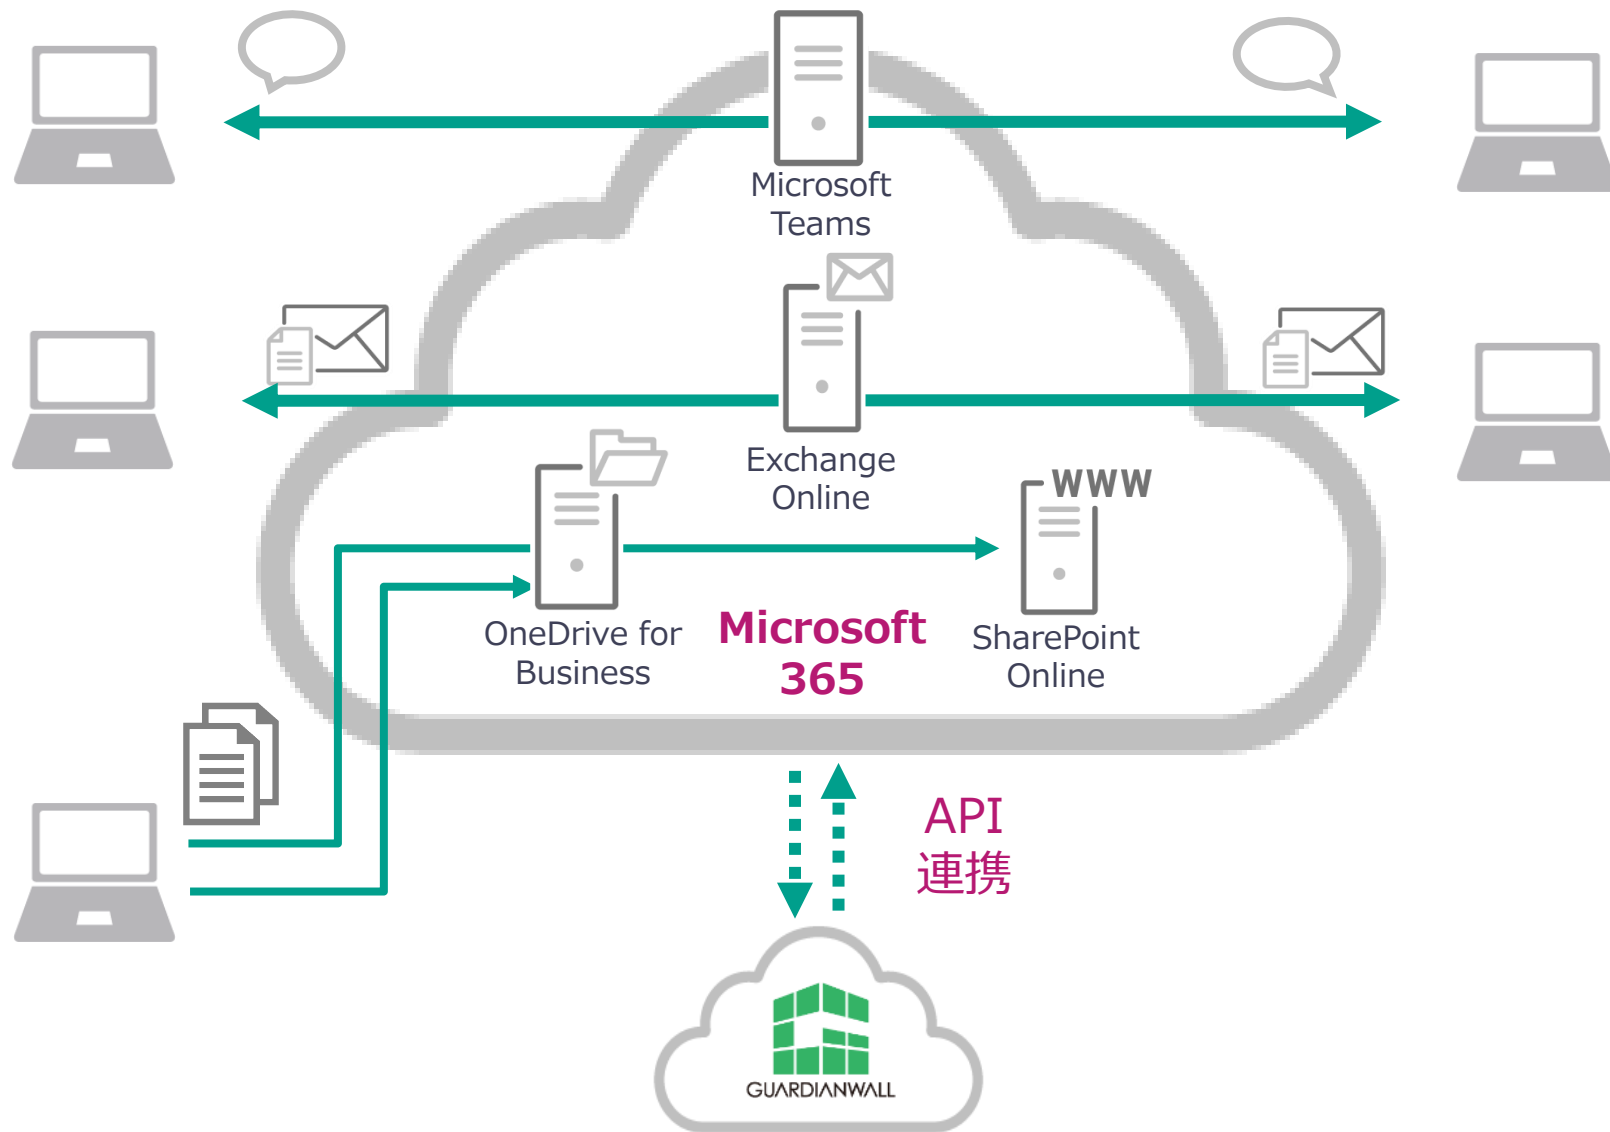 Microsoft
Teams
Exchange
Online
WWW
OneDrive for
Business
Microsoft
365
SharePoint
Online
API
連携
GUARDIANWALL